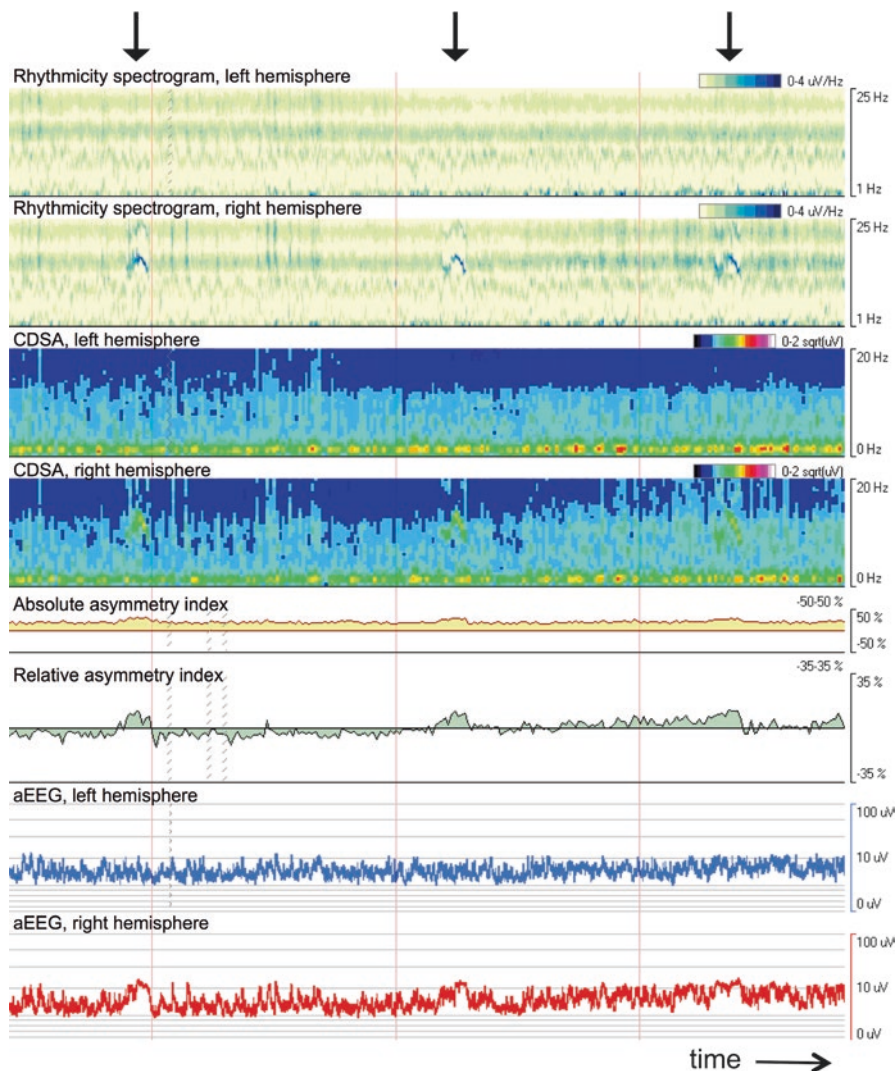 Rhythmicity spectrogram, left hemisphere
0-4 uV/Hz
25 Hz
1 Hz
Rhythmicity spectrogram, right hemisphere
0-4 uV/Hz
25 Hz
1 Hz
CDSA, left hemisphere
0-2 sqrt(uV)
20 Hz
0 Hz
CDSA, right hemisphere
0-2 sqrt(uV)
20 Hz
0 Hz
Absolute asymmetry index
-50-50 %
50 %
-50 %
Relative asymmetry index
-35-35 %
35 %
-35 %
aEEG, left hemisphere
100 uV
10 uV
0 uV
aEEG, right hemisphere
100 uV
10 uV
0 uV
time